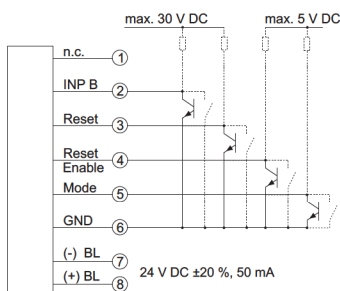 max. 30 V DC
max. 5 V DC
n.c.
1
INP B
2
Reset
3
Reset
Enable
4
Mode
5
GND
6
(-) BL
7
(+) BL
8
24 V DC ±20 %, 50 mA